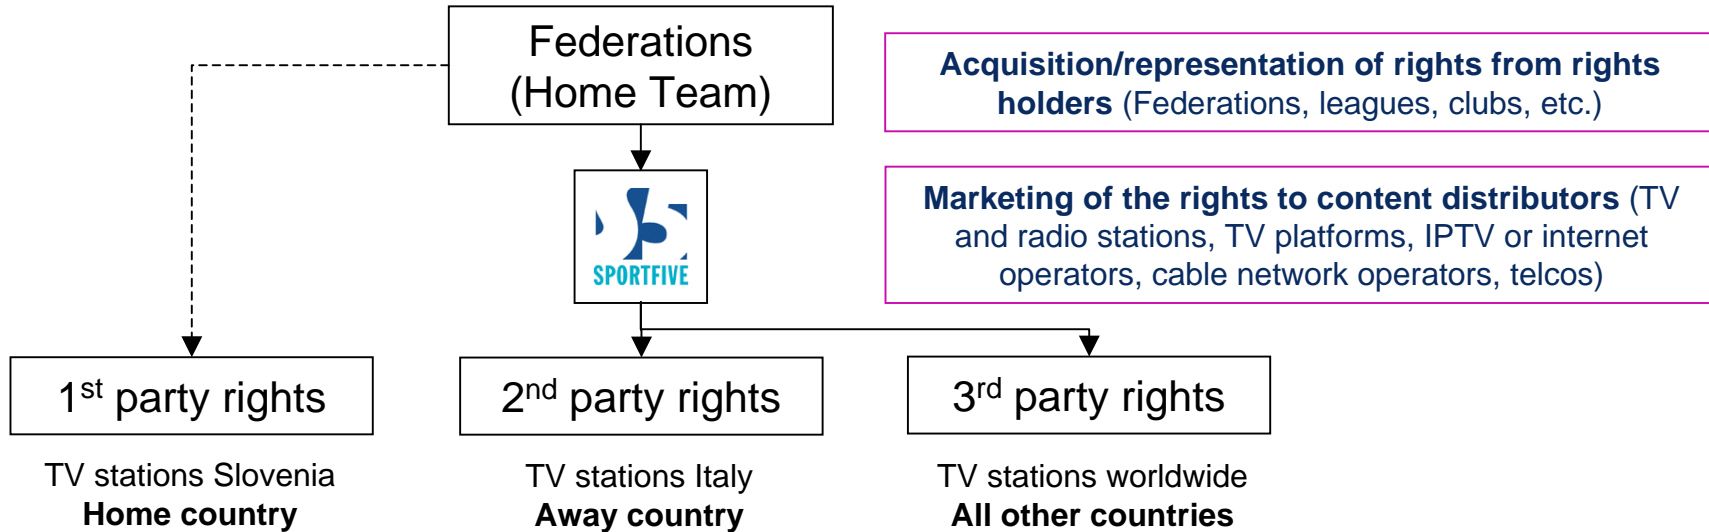 Federations
(Home Team)
Acquisition/representation of rights from rights
holders (Federations, leagues, clubs, etc.)
SPORTFIVE
Marketing of the rights to content distributors (TV
and radio stations, TV platforms, IPTV or internet
operators, cable network operators, telcos)
1st party rights
2nd party rights
3rd party rights
TV stations Slovenia
Home country
TV stations Italy
Away country
TV stations worldwide
All other countries